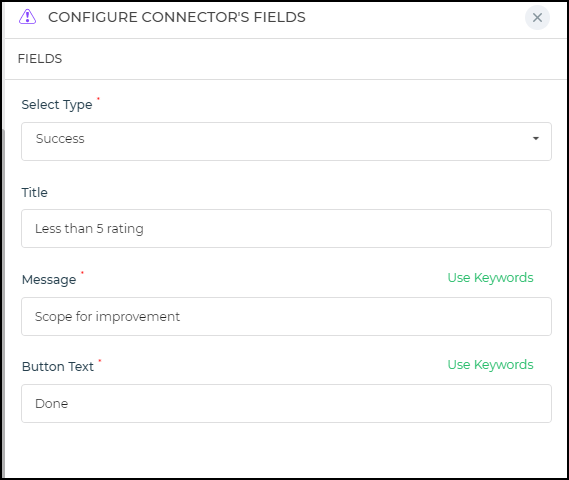 CONFIGURE CONNECTOR'S FIELDS
FIELDS
Select Type *
Success
Title
Less than 5 rating
Message * Use Keywords
Scope for improvement
Button Text * Use Keywords
Done